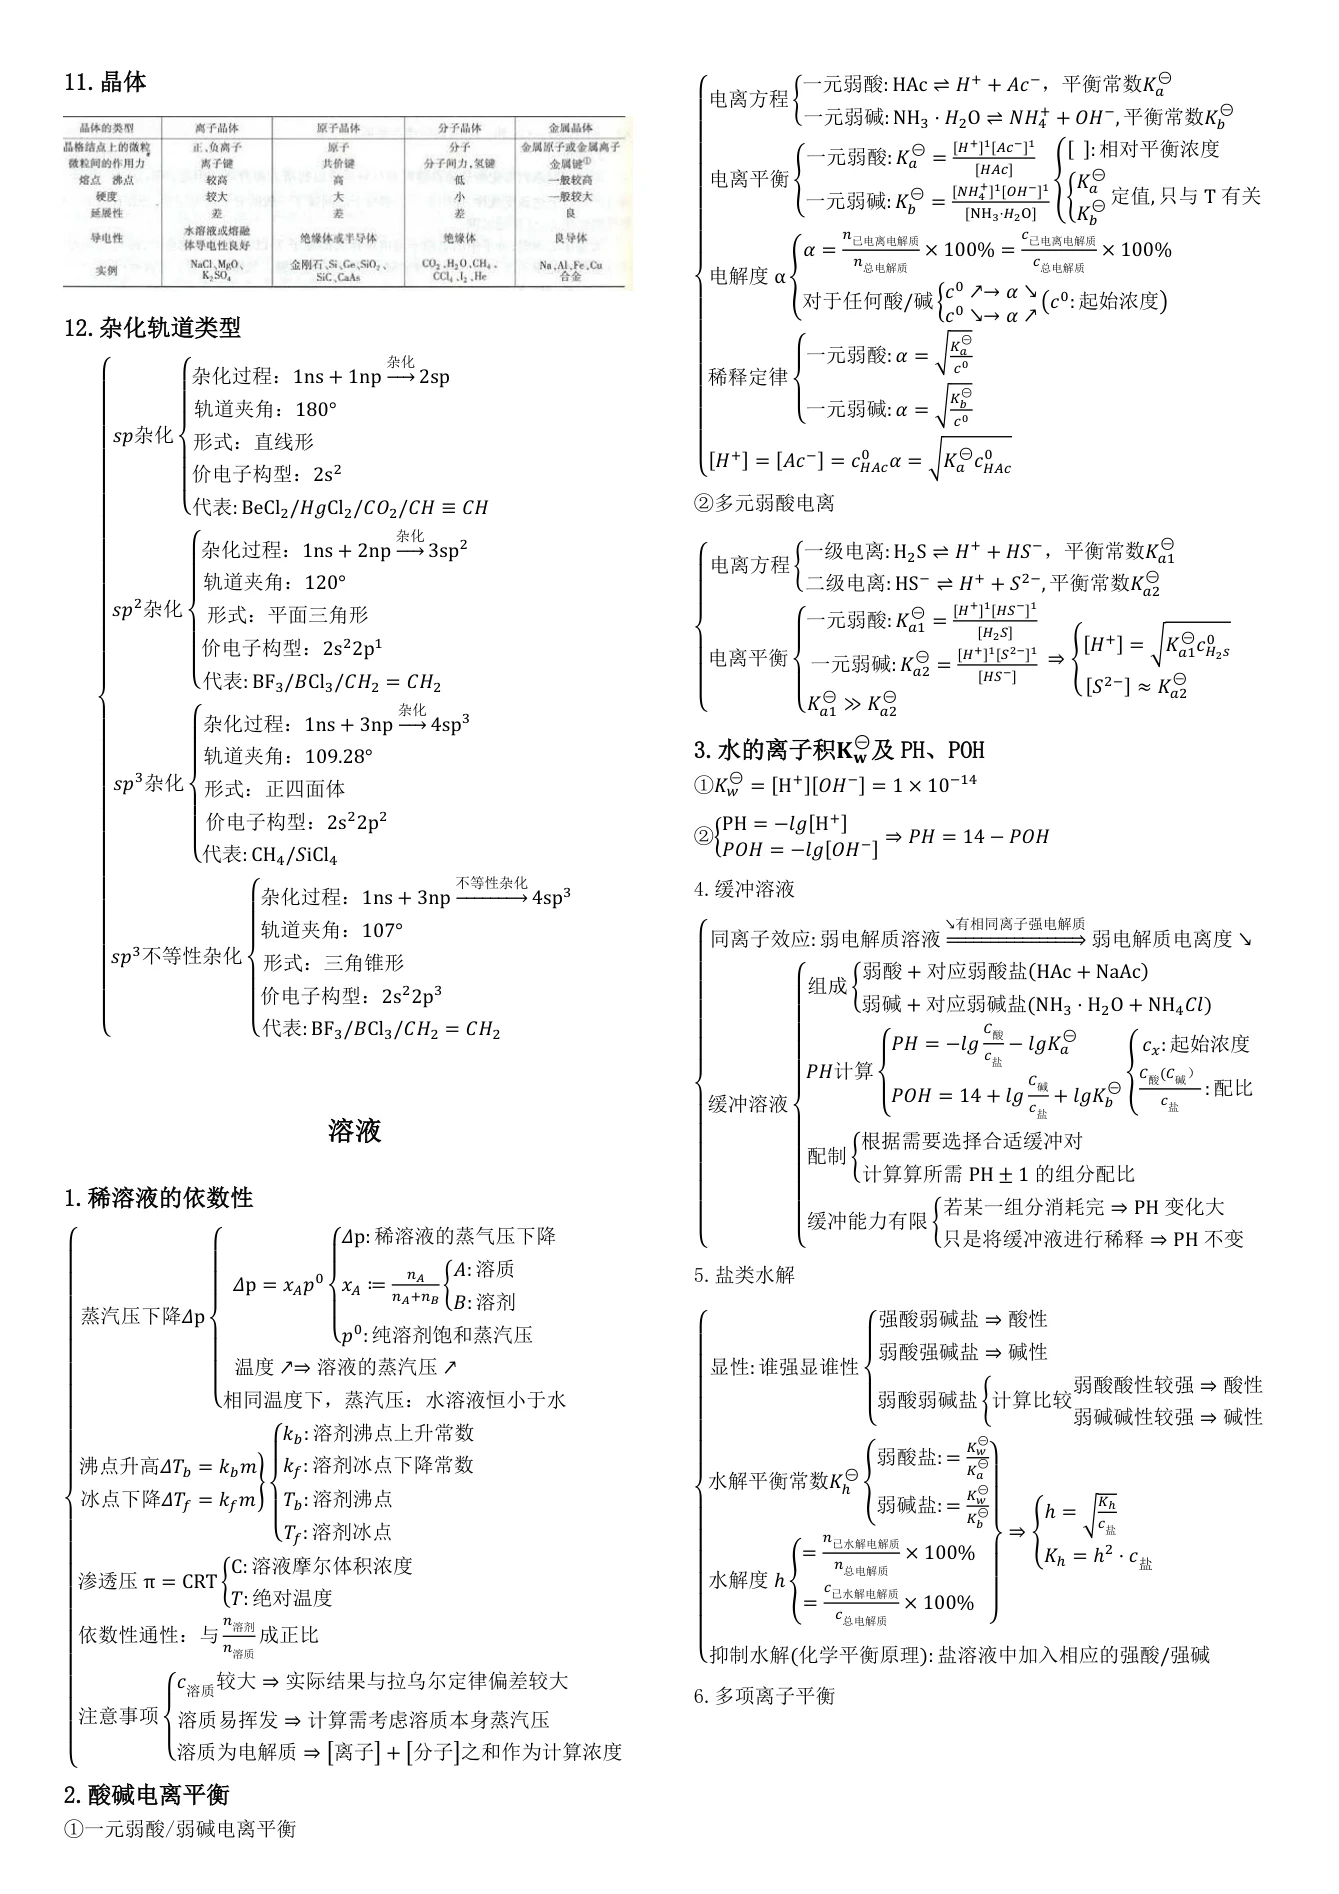 11.晶体
晶体的类型 离子晶体 原子晶体 分子晶体 金属晶体
晶格结点上的微粒 正、负离子 原子 分子 金属原子或金属离子
微粒间的作用力 离子键 共价键 分子间力、氢键 金属键①
熔点 沸点 较高 高 低 一般较高
硬度 较大 大 小 一般较大
延展性 差 差 差 良
导电性 水溶液或熔融体导电性良好 绝缘体或半导体 绝缘体 良导体
实例 NaCl、MgO、K₂SO₄ 金刚石、Si、Ge、SiO₂、SiC、CaAs CO₂、H₂O、CH₄、CCl₄、I₂、He Na、Al、Fe、Cu 合金
12.杂化轨道类型
sp杂化
杂化过程：1ns + 1np —杂化→ 2sp
轨道夹角：180°
形式：直线形
价电子构型：2s²
代表: BeCl₂/HgCl₂/CO₂/CH ≡ CH
sp²杂化
杂化过程：1ns + 2np —杂化→ 3sp²
轨道夹角：120°
形式：平面三角形
价电子构型：2s²2p¹
代表: BF₃/BCl₃/CH₂ = CH₂
sp³杂化
杂化过程：1ns + 3np —杂化→ 4sp³
轨道夹角：109.28°
形式：正四面体
价电子构型：2s²2p²
代表: CH₄/SiCl₄
sp³不等性杂化
杂化过程：1ns + 3np —不等性杂化→ 4sp³
轨道夹角：107°
形式：三角锥形
价电子构型：2s²2p³
代表: BF₃/BCl₃/CH₂ = CH₂
溶液
1.稀溶液的依数性
蒸汽压下降Δp
Δp = x_A p⁰
Δp: 稀溶液的蒸气压下降
x_A ≔ n_A/(n_A+n_B)
A: 溶质
B: 溶剂
p⁰: 纯溶剂饱和蒸汽压
温度 ↗⇒ 溶液的蒸汽压 ↗
相同温度下，蒸汽压：水溶液恒小于水
沸点升高ΔT_b = k_b m
冰点下降ΔT_f = k_f m
k_b: 溶剂沸点上升常数
k_f: 溶剂冰点下降常数
T_b: 溶剂沸点
T_f: 溶剂冰点
渗透压 π = CRT
C: 溶液摩尔体积浓度
T: 绝对温度
依数性通性：与 n溶剂/n溶质 成正比
注意事项
c溶质较大 ⇒ 实际结果与拉乌尔定律偏差较大
溶质易挥发 ⇒ 计算需考虑溶质本身蒸汽压
溶质为电解质 ⇒ [离子] + [分子]之和作为计算浓度
2.酸碱电离平衡
①一元弱酸/弱碱电离平衡
电离方程
一元弱酸: HAc ⇌ H⁺ + Ac⁻，平衡常数K_a^⊖
一元弱碱: NH₃ · H₂O ⇌ NH₄⁺ + OH⁻, 平衡常数K_b^⊖
电离平衡
一元弱酸: K_a^⊖ = [H⁺]¹[Ac⁻]¹/[HAc]
一元弱碱: K_b^⊖ = [NH₄⁺]¹[OH⁻]¹/[NH₃·H₂O]
[ ]: 相对平衡浓度
K_a^⊖ K_b^⊖ 定值, 只与 T 有关
电解度 α
α = n已电离电解质/n总电解质 × 100% = c已电离电解质/c总电解质 × 100%
对于任何酸/碱
c⁰ ↗→ α ↘
c⁰ ↘→ α ↗
(c⁰: 起始浓度)
稀释定律
一元弱酸: α = √(K_a^⊖/c⁰)
一元弱碱: α = √(K_b^⊖/c⁰)
[H⁺] = [Ac⁻] = c⁰_HAc α = √(K_a^⊖ c⁰_HAc)
②多元弱酸电离
电离方程
一级电离: H₂S ⇌ H⁺ + HS⁻，平衡常数K_a1^⊖
二级电离: HS⁻ ⇌ H⁺ + S²⁻, 平衡常数K_a2^⊖
电离平衡
一元弱酸: K_a1^⊖ = [H⁺]¹[HS⁻]¹/[H₂S]
一元弱碱: K_a2^⊖ = [H⁺]¹[S²⁻]¹/[HS⁻]
K_a1^⊖ ≫ K_a2^⊖
⇒
[H⁺] = √(K_a1^⊖ c⁰_H₂S)
[S²⁻] ≈ K_a2^⊖
3.水的离子积K_w^⊖及 PH、POH
①K_w^⊖ = [H⁺][OH⁻] = 1 × 10⁻¹⁴
②PH = −lg[H⁺]
POH = −lg[OH⁻] ⇒ PH = 14 − POH
4.缓冲溶液
同离子效应: 弱电解质溶液 =↘有相同离子强电解质⇒ 弱电解质电离度 ↘
缓冲溶液
组成
弱酸 + 对应弱酸盐(HAc + NaAc)
弱碱 + 对应弱碱盐(NH₃ · H₂O + NH₄Cl)
PH计算
PH = −lg C酸/c盐 − lgK_a^⊖
POH = 14 + lg C碱/c盐 + lgK_b^⊖
c_x: 起始浓度
C酸(C碱)/c盐: 配比
配制
根据需要选择合适缓冲对
计算算所需 PH ± 1 的组分配比
缓冲能力有限
若某一组分消耗完 ⇒ PH 变化大
只是将缓冲液进行稀释 ⇒ PH 不变
5.盐类水解
显性: 谁强显谁性
强酸弱碱盐 ⇒ 酸性
弱酸强碱盐 ⇒ 碱性
弱酸弱碱盐 计算比较
弱酸酸性较强 ⇒ 酸性
弱碱碱性较强 ⇒ 碱性
水解平衡常数K_h^⊖
弱酸盐: = K_w^⊖/K_a^⊖
弱碱盐: = K_w^⊖/K_b^⊖
水解度 h
= n已水解电解质/n总电解质 × 100%
= c已水解电解质/c总电解质 × 100%
⇒
h = √(K_h/c盐)
K_h = h² · c盐
抑制水解(化学平衡原理): 盐溶液中加入相应的强酸/强碱
6.多项离子平衡